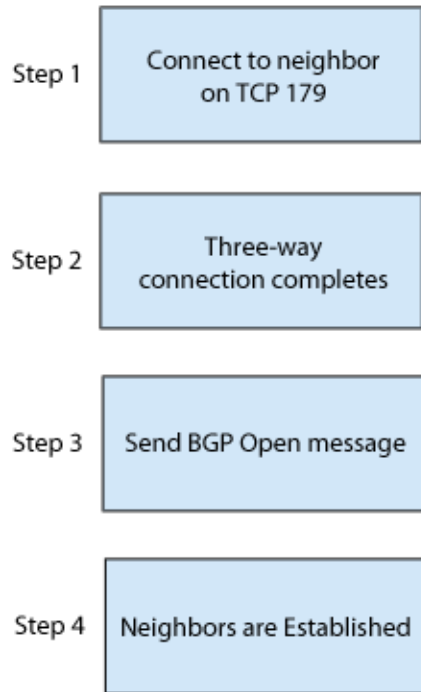 Step 1
Connect to neighbor
on TCP 179
Step 2
Three-way
connection completes
Step 3
Send BGP Open message
Step 4
Neighbors are Established